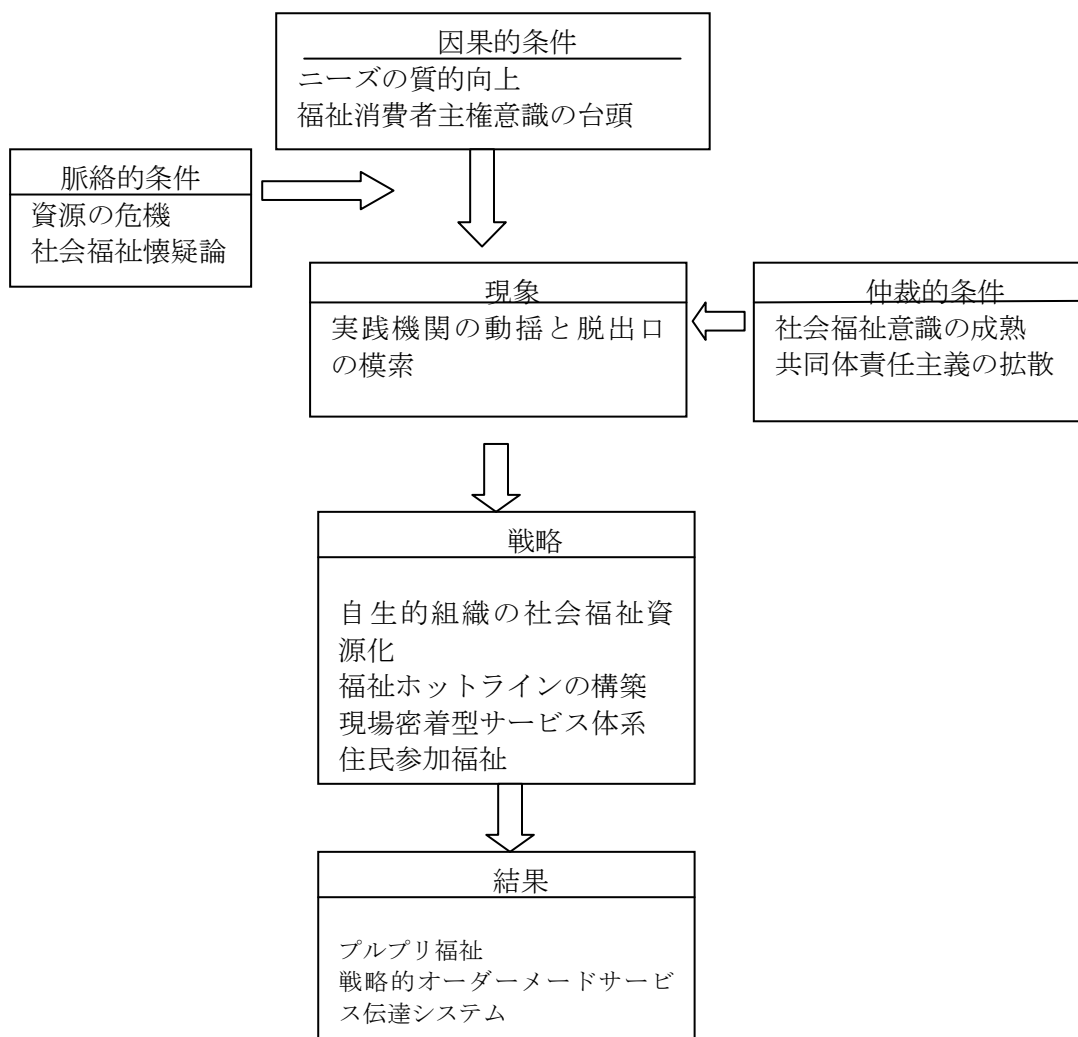 因果的条件
ニーズの質的向上
福祉消費者主権意識の台頭
脈絡的条件
資源の危機
社会福祉懐疑論
現象
実践機関の動揺と脱出口
の模索
仲裁的条件
社会福祉意識の成熟
共同体責任主義の拡散
戦略
自生的組織の社会福祉資
源化
福祉ホットラインの構築
現場密着型サービス体系
住民参加福祉
結果
プルプリ福祉
戦略的オーダーメードサービ
ス伝達システム